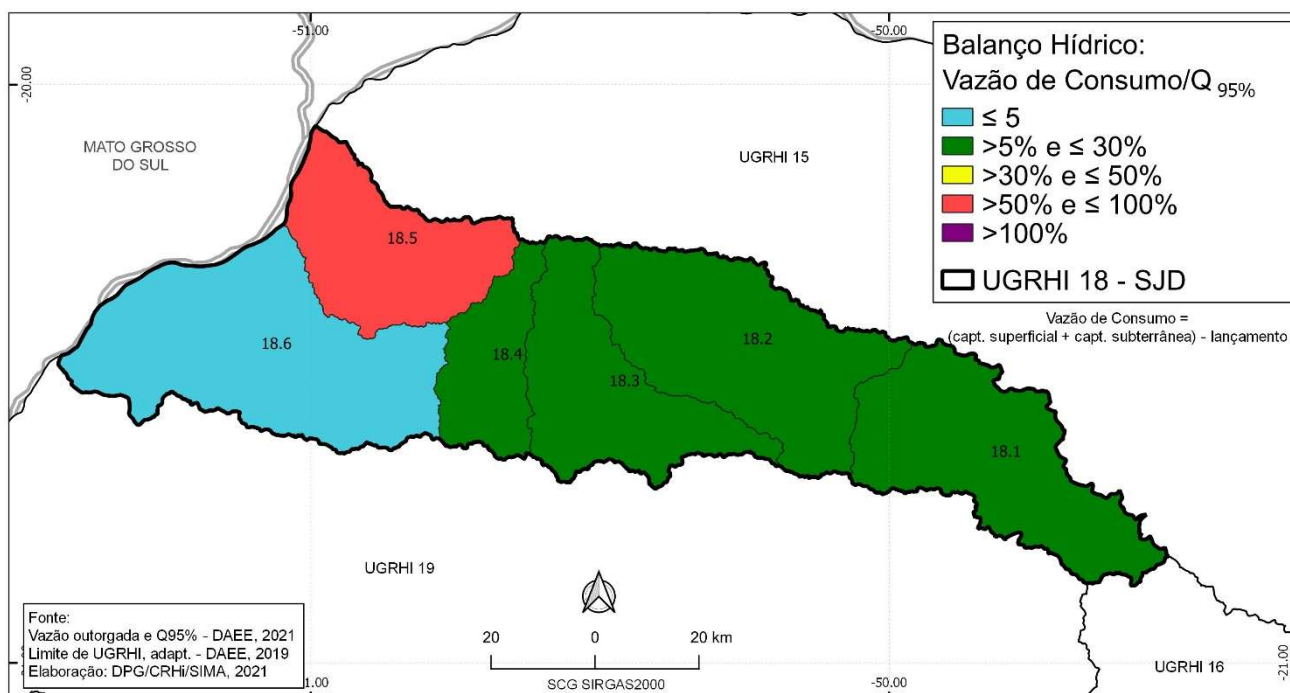 -51.00
-50.00
-20.00
MATO GROSSO
DO SUL
UGRHI 15
Balanço Hídrico:
Vazão de Consumo/Q 95%
≤ 5
>5% e ≤ 30%
>30% e ≤ 50%
>50% e ≤ 100%
>100%
UGRHI 18 - SJD
Vazão de Consumo =
(capt. superficial + capt. subterrânea) - lançamento
18.5
18.6
18.4
18.3
18.2
18.1
UGRHI 19
UGRHI 16
Fonte:
Vazão outorgada e Q95% - DAEE, 2021
Limite de UGRHI, adapt. - DAEE, 2019
Elaboração: DPG/CRHi/SIMA, 2021
20 0 20 km
SCG SIRGAS2000
-50.00
-21.00